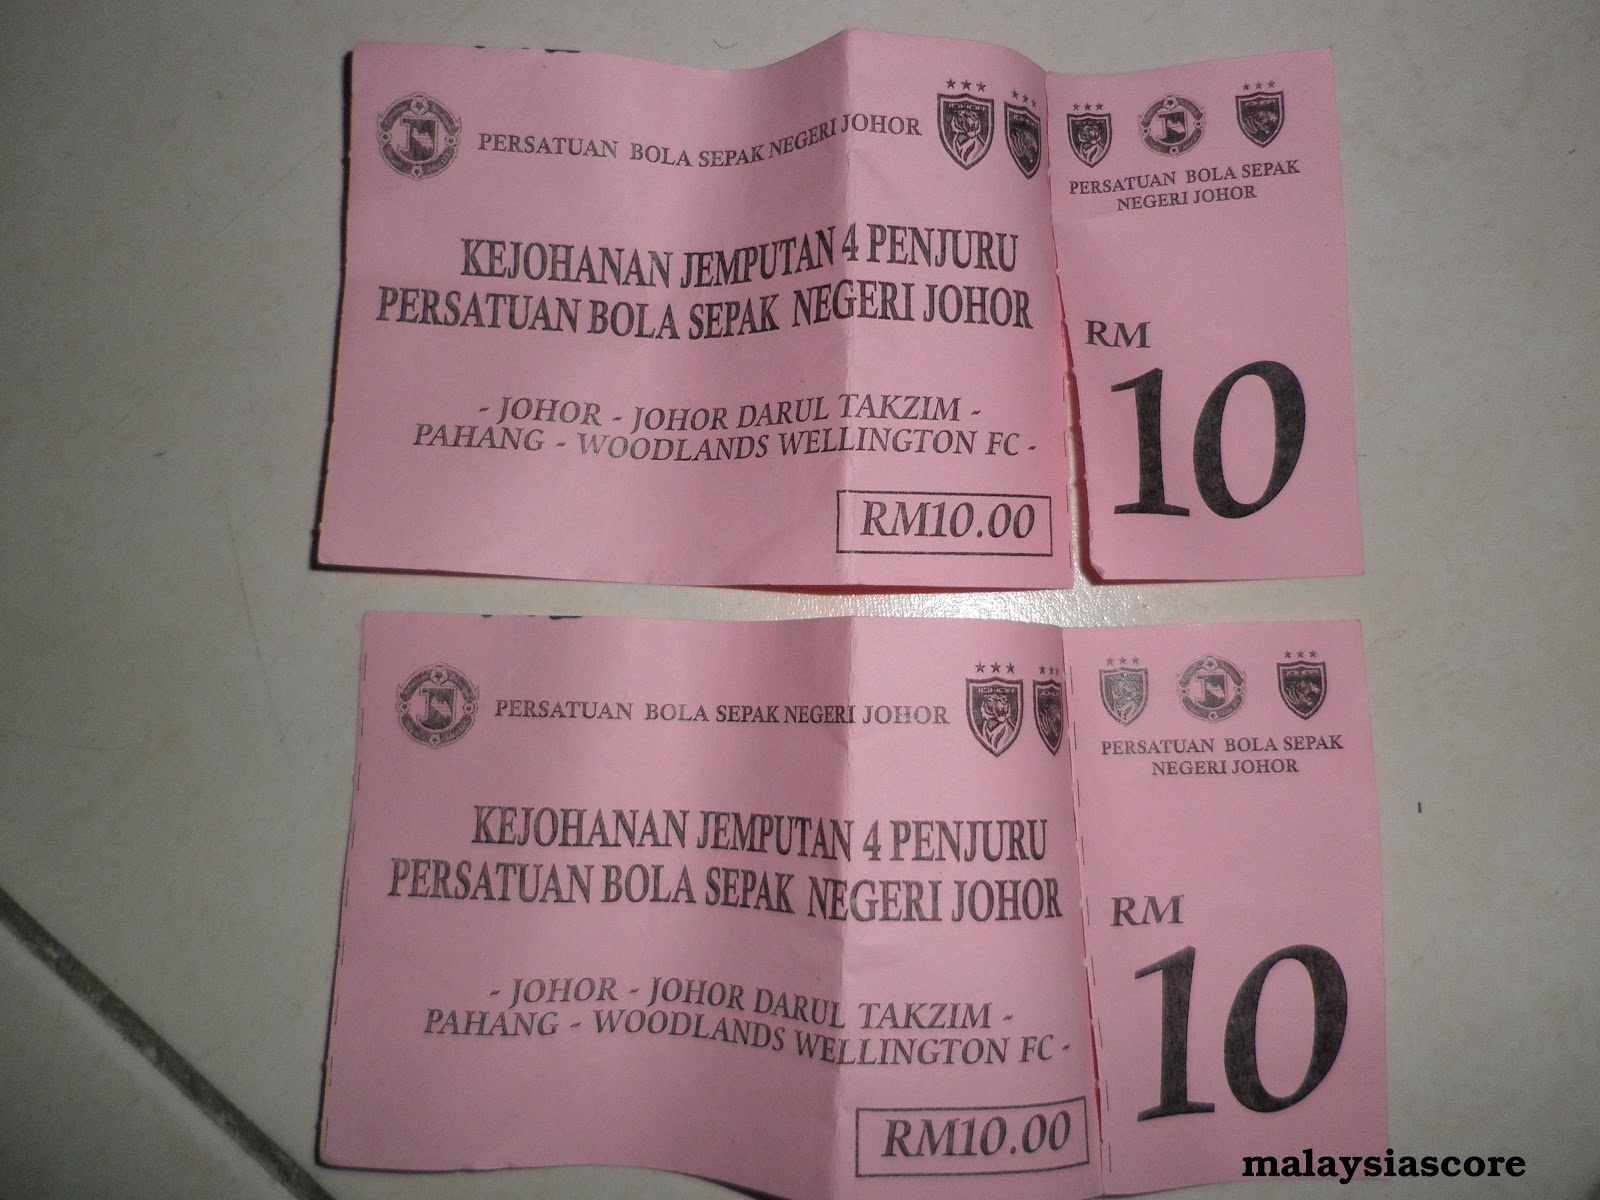 PERSATUAN BOLA SEPAK NEGERI JOHOR
JOHOR
KEJOHANAN JEMPUTAN 4 PENJURU
PERSATUAN BOLA SEPAK NEGERI JOHOR
- JOHOR - JOHOR DARUL TAKZIM -
PAHANG - WOODLANDS WELLINGTON FC -
RM10.00
PERSATUAN BOLA SEPAK
NEGERI JOHOR
RM
10
PERSATUAN BOLA SEPAK NEGERI JOHOR
JOHOR
KEJOHANAN JEMPUTAN 4 PENJURU
PERSATUAN BOLA SEPAK NEGERI JOHOR
- JOHOR - JOHOR DARUL TAKZIM -
PAHANG - WOODLANDS WELLINGTON FC -
RM10.00
PERSATUAN BOLA SEPAK
NEGERI JOHOR
RM
10
malaysiascore